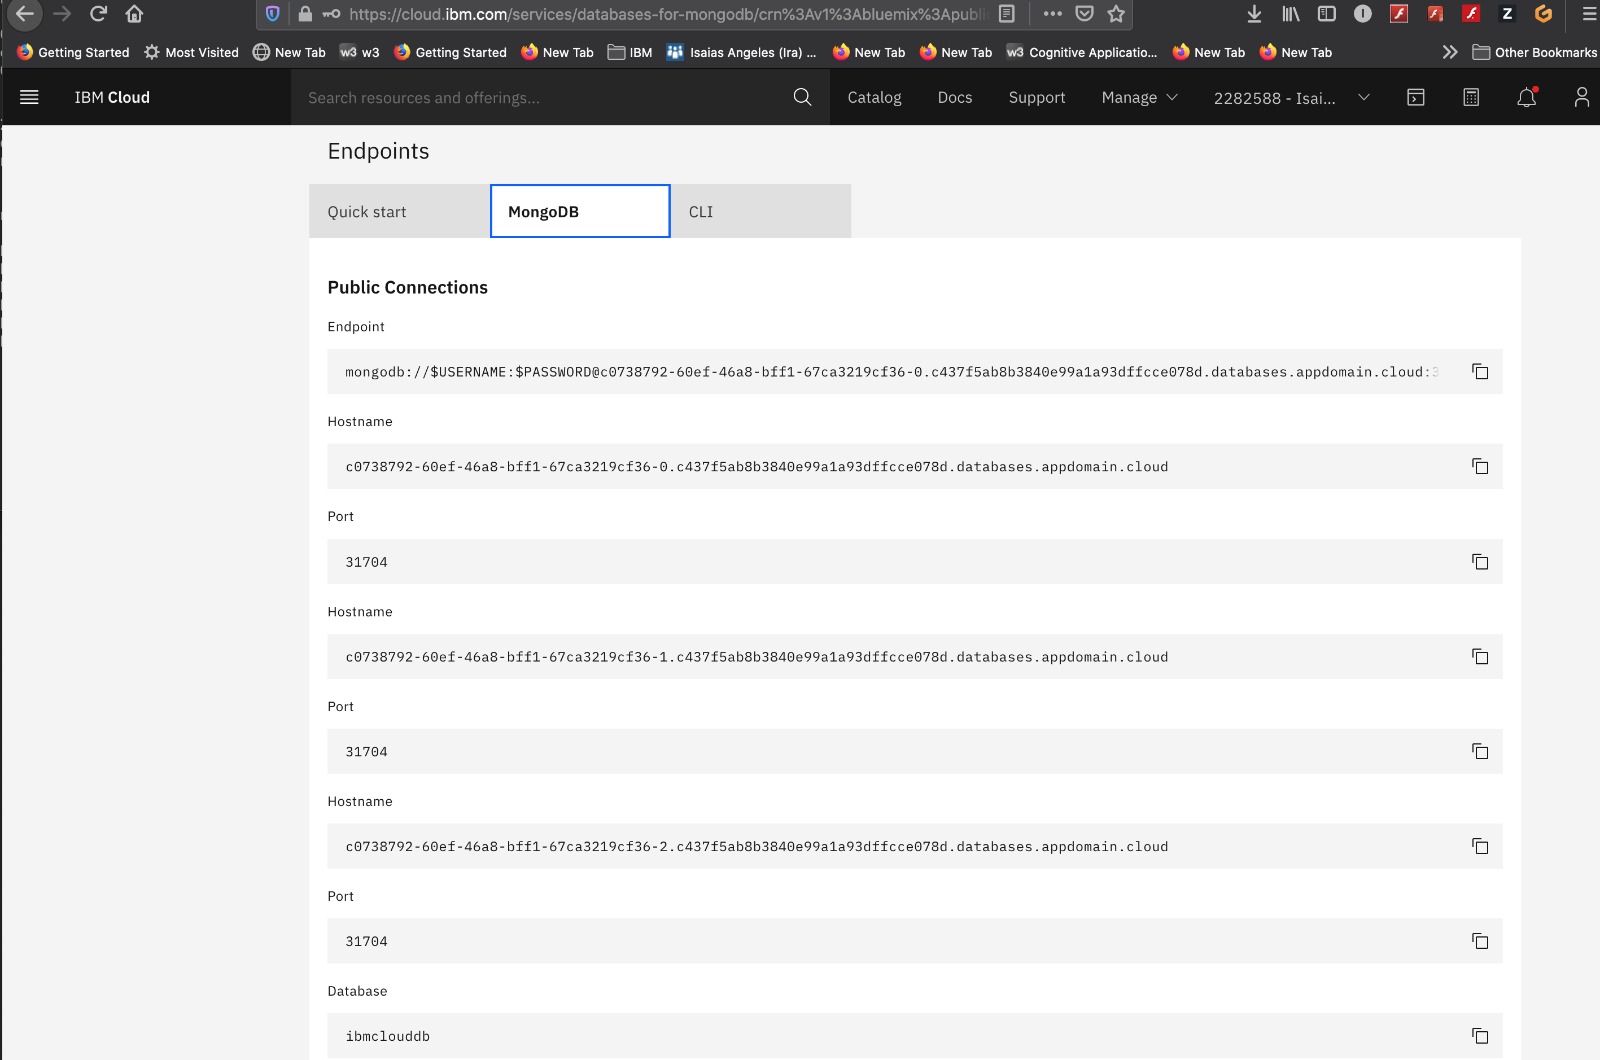 https://cloud.ibm.com/services/databases-for-mongodb/crn%3Av1%3Abluemix%3Apubli
Getting Started Most Visited New Tab w3 w3 Getting Started New Tab IBM Isaias Angeles (Ira) ... New Tab New Tab w3 Cognitive Applicatio... New Tab New Tab Other Bookmarks
IBM Cloud Search resources and offerings... Catalog Docs Support Manage 2282588 - Isai...
Endpoints
Quick start MongoDB CLI
Public Connections
Endpoint
mongodb://$USERNAME:$PASSWORD@c0738792-60ef-46a8-bff1-67ca3219cf36-0.c437f5ab8b3840e99a1a93dffcce078d.databases.appdomain.cloud:3
Hostname
c0738792-60ef-46a8-bff1-67ca3219cf36-0.c437f5ab8b3840e99a1a93dffcce078d.databases.appdomain.cloud
Port
31704
Hostname
c0738792-60ef-46a8-bff1-67ca3219cf36-1.c437f5ab8b3840e99a1a93dffcce078d.databases.appdomain.cloud
Port
31704
Hostname
c0738792-60ef-46a8-bff1-67ca3219cf36-2.c437f5ab8b3840e99a1a93dffcce078d.databases.appdomain.cloud
Port
31704
Database
ibmclouddb